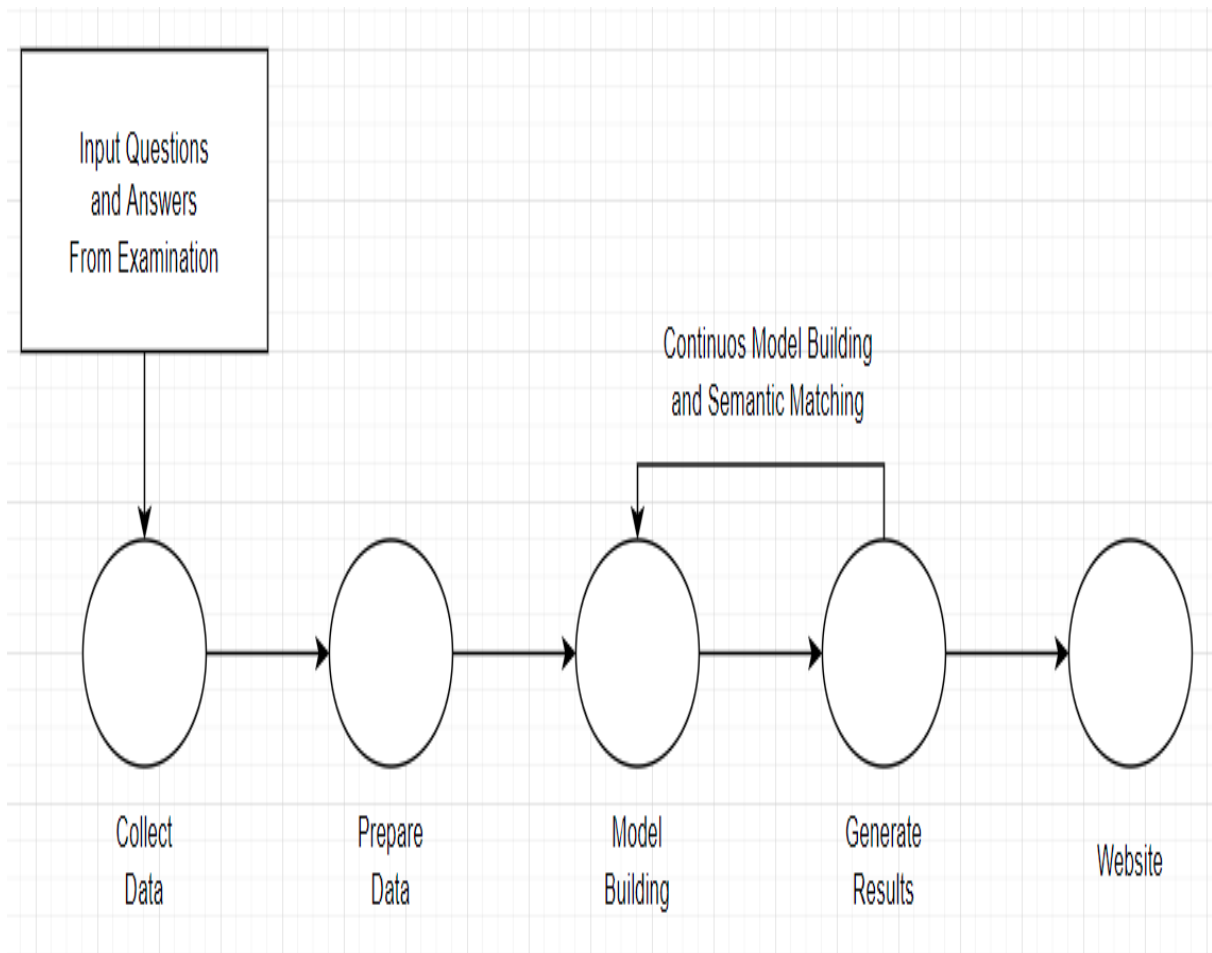 Input Questions
and Answers
From Examination
Continuos Model Building
and Semantic Matching
Collect
Data
Prepare
Data
Model
Building
Generate
Results
Website